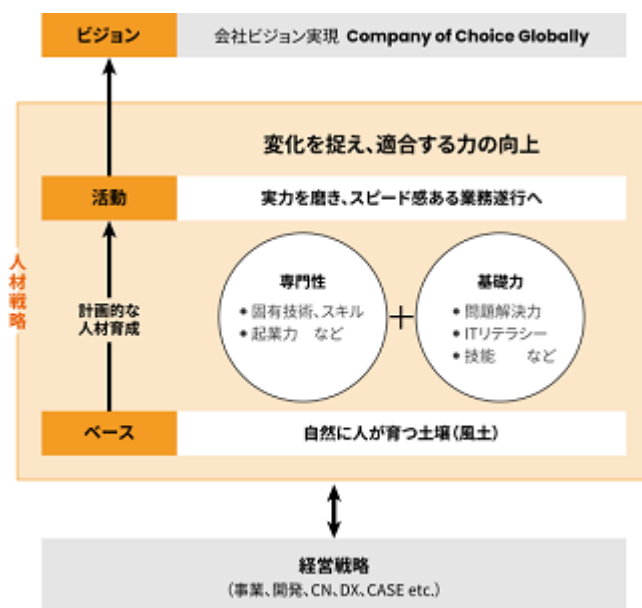 ビジョン
会社ビジョン実現 Company of Choice Globally
変化を捉え、適合する力の向上
活動
実力を磨き、スピード感ある業務遂行へ
人材戦略
計画的な
人材育成
専門性
• 固有技術、スキル
• 起業力 など
+
基礎力
• 問題解決力
• ITリテラシー
• 技能 など
ベース
自然に人が育つ土壌(風土)
経営戦略
(事業、開発、CN、DX、CASE etc.)